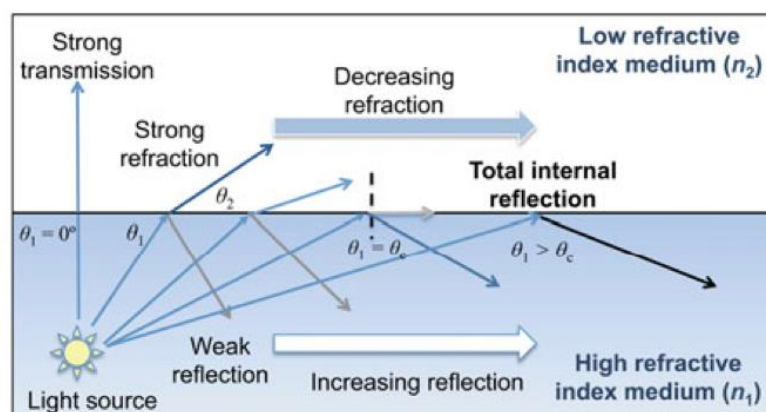 Strong
transmission
Low refractive
index medium (n₂)
Decreasing
refraction
Strong
refraction
Total internal
reflection
θ₁ = 0°
θ₁
θ₂
θ₁ = θc
θ₁ > θc
Weak
reflection
Increasing reflection
Light source
High refractive
index medium (n₁)